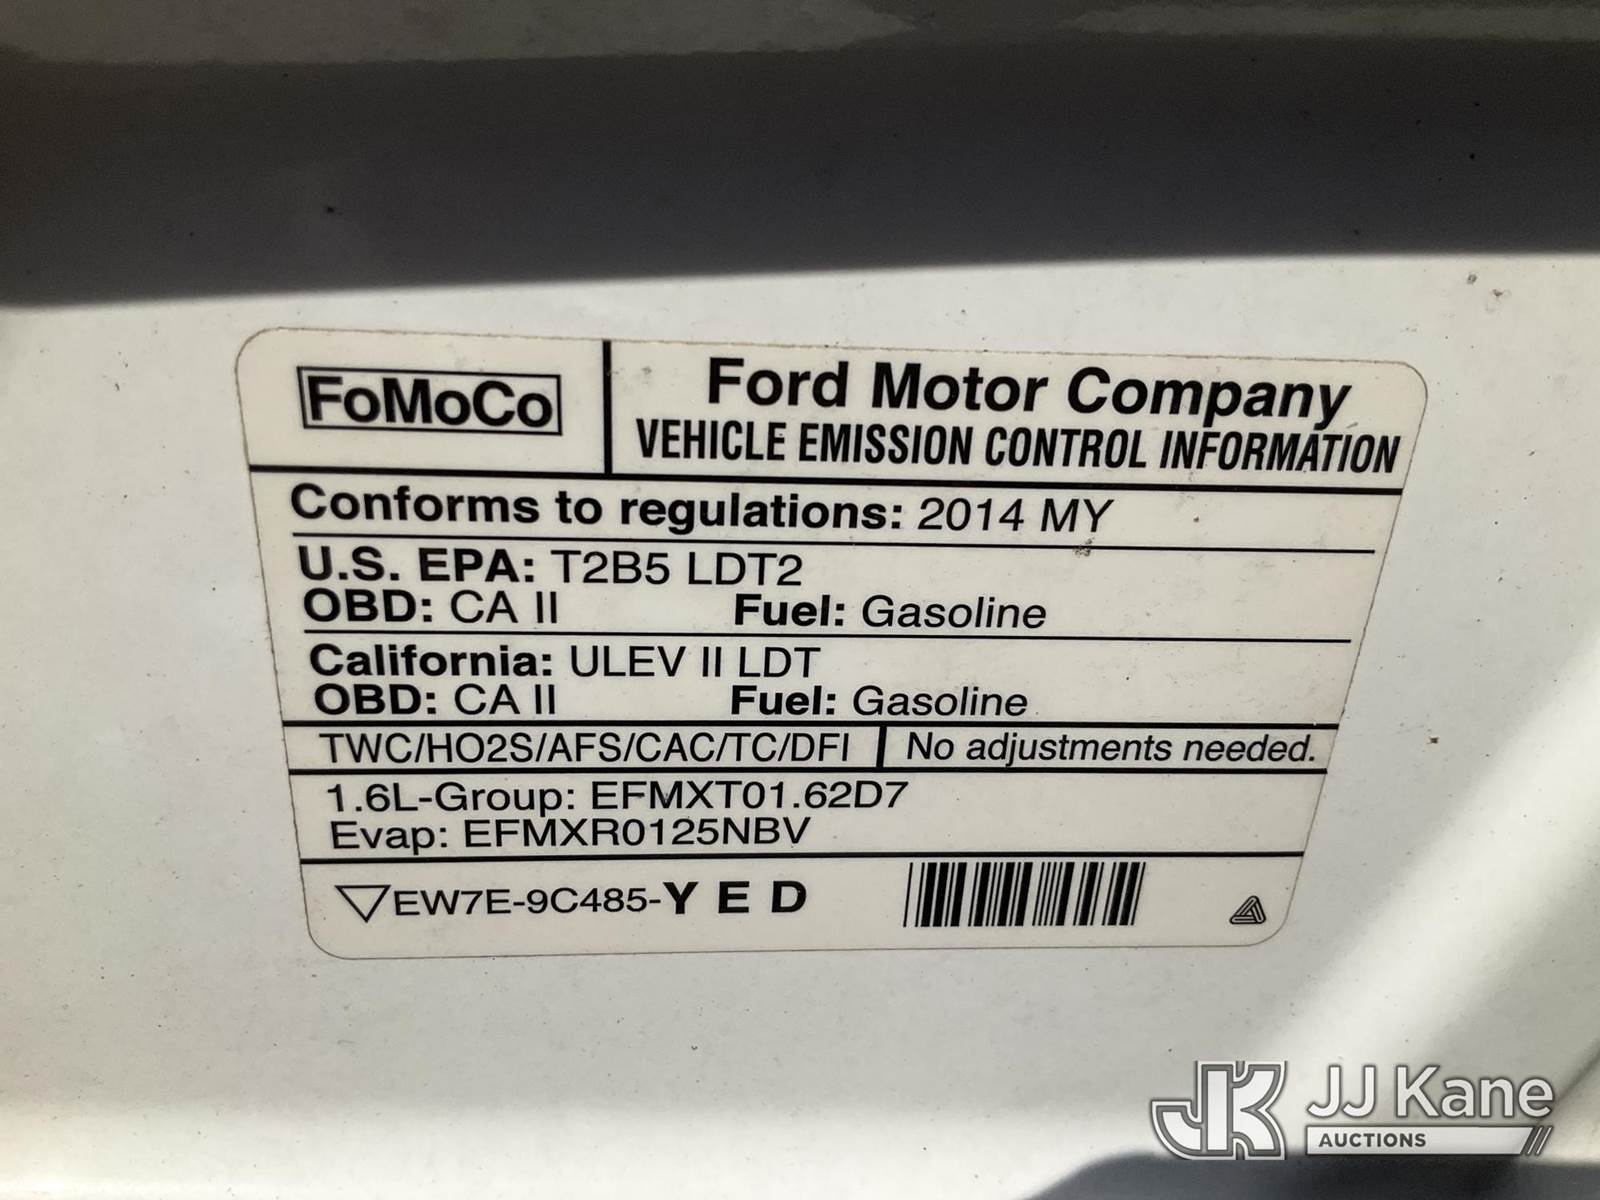 FoMoCo
Ford Motor Company
VEHICLE EMISSION CONTROL INFORMATION
Conforms to regulations: 2014 MY
U.S. EPA: T2B5 LDT2
OBD: CA II Fuel: Gasoline
California: ULEV II LDT
OBD: CA II Fuel: Gasoline
TWC/HO2S/AFS/CAC/TC/DFI No adjustments needed.
1.6L-Group: EFMXT01.62D7
Evap: EFMXR0125NBV
EW7E-9C485-Y E D
JK JJ Kane
AUCTIONS